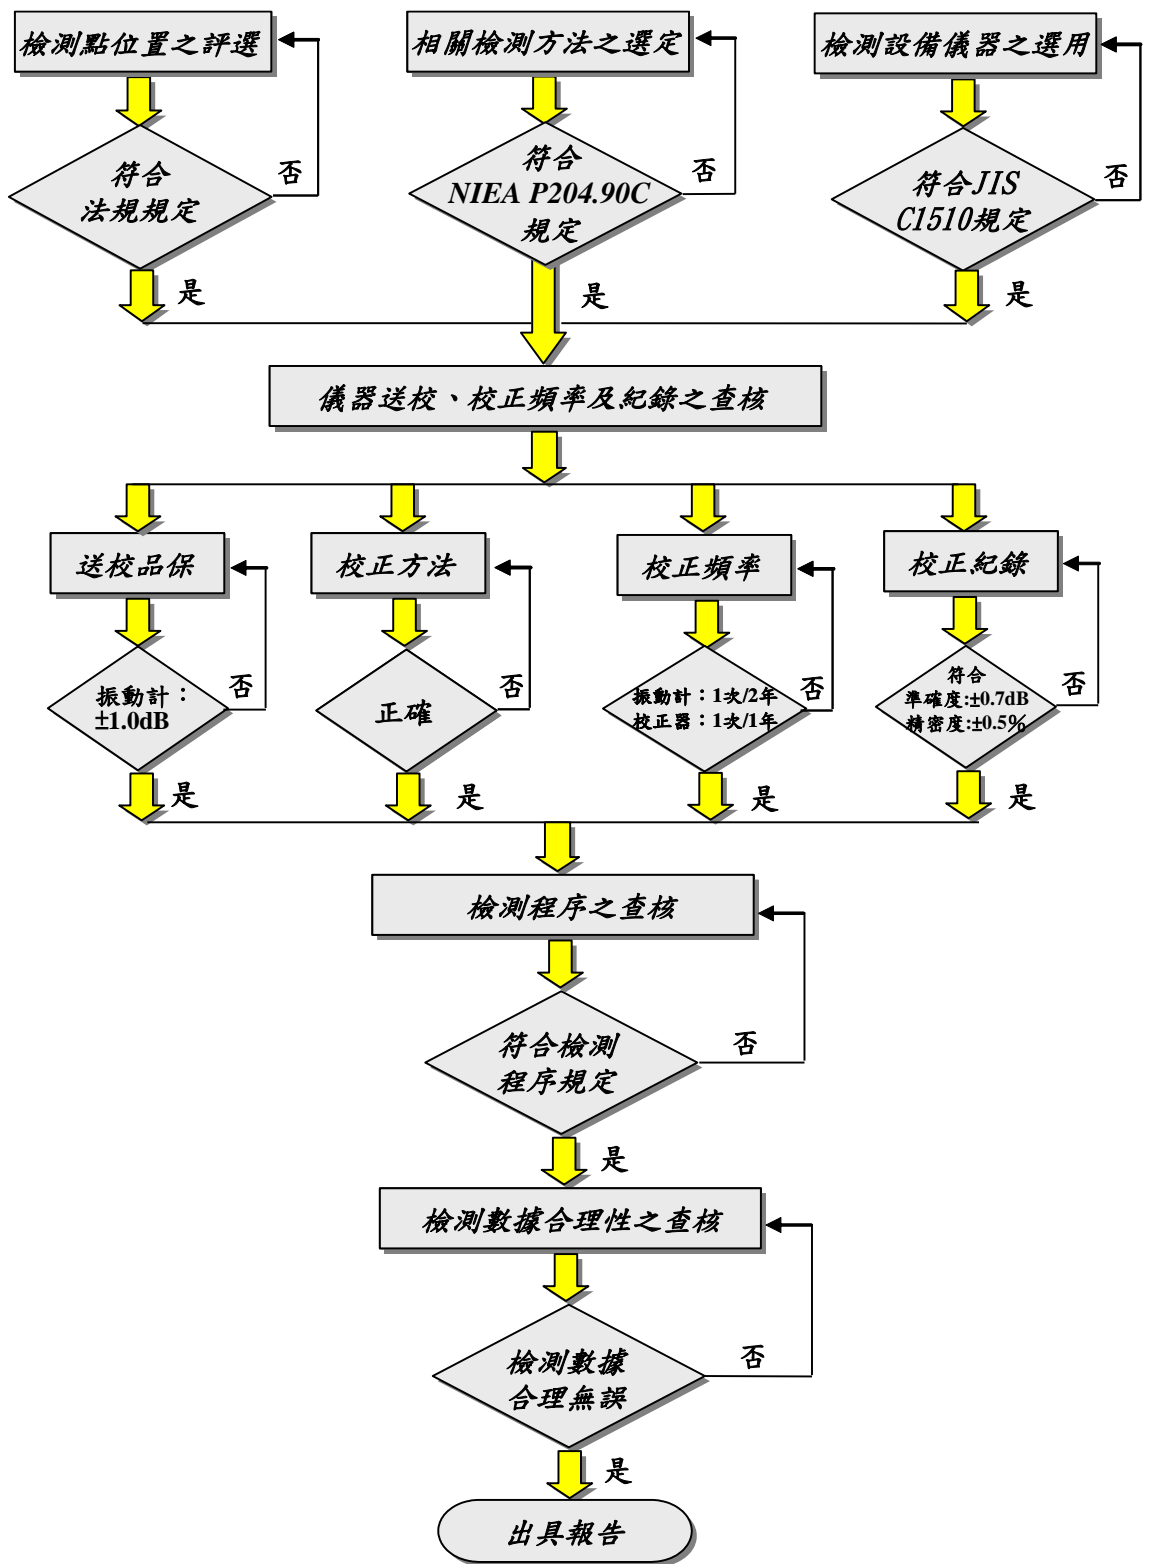 檢測點位置之評選
相關檢測方法之選定
檢測設備儀器之選用
符合
法規規定
否
符合
NIEA P204.90C
規定
否
符合JIS
C1510規定
否
是
是
是
儀器送校、校正頻率及紀錄之查核
送校品保
校正方法
校正頻率
校正紀錄
振動計：
±1.0dB
否
正確
否
振動計：1次/2年
校正器：1次/1年
否
符合
準確度:±0.7dB
精密度:±0.5%
否
是
是
是
是
檢測程序之查核
符合檢測
程序規定
否
是
檢測數據合理性之查核
檢測數據
合理無誤
否
是
出具報告